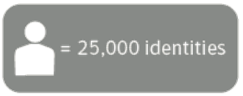 = 25,000 identities